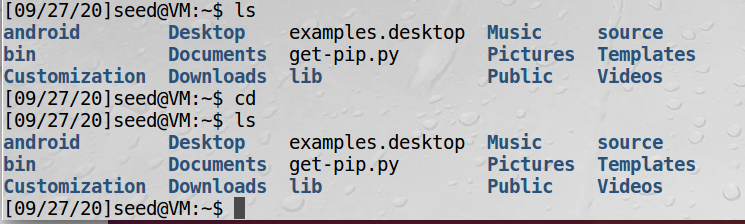 [09/27/20]seed@VM:~$ ls
android Desktop examples.desktop Music source
bin Documents get-pip.py Pictures Templates
Customization Downloads lib Public Videos
[09/27/20]seed@VM:~$ cd
[09/27/20]seed@VM:~$ ls
android Desktop examples.desktop Music source
bin Documents get-pip.py Pictures Templates
Customization Downloads lib Public Videos
[09/27/20]seed@VM:~$